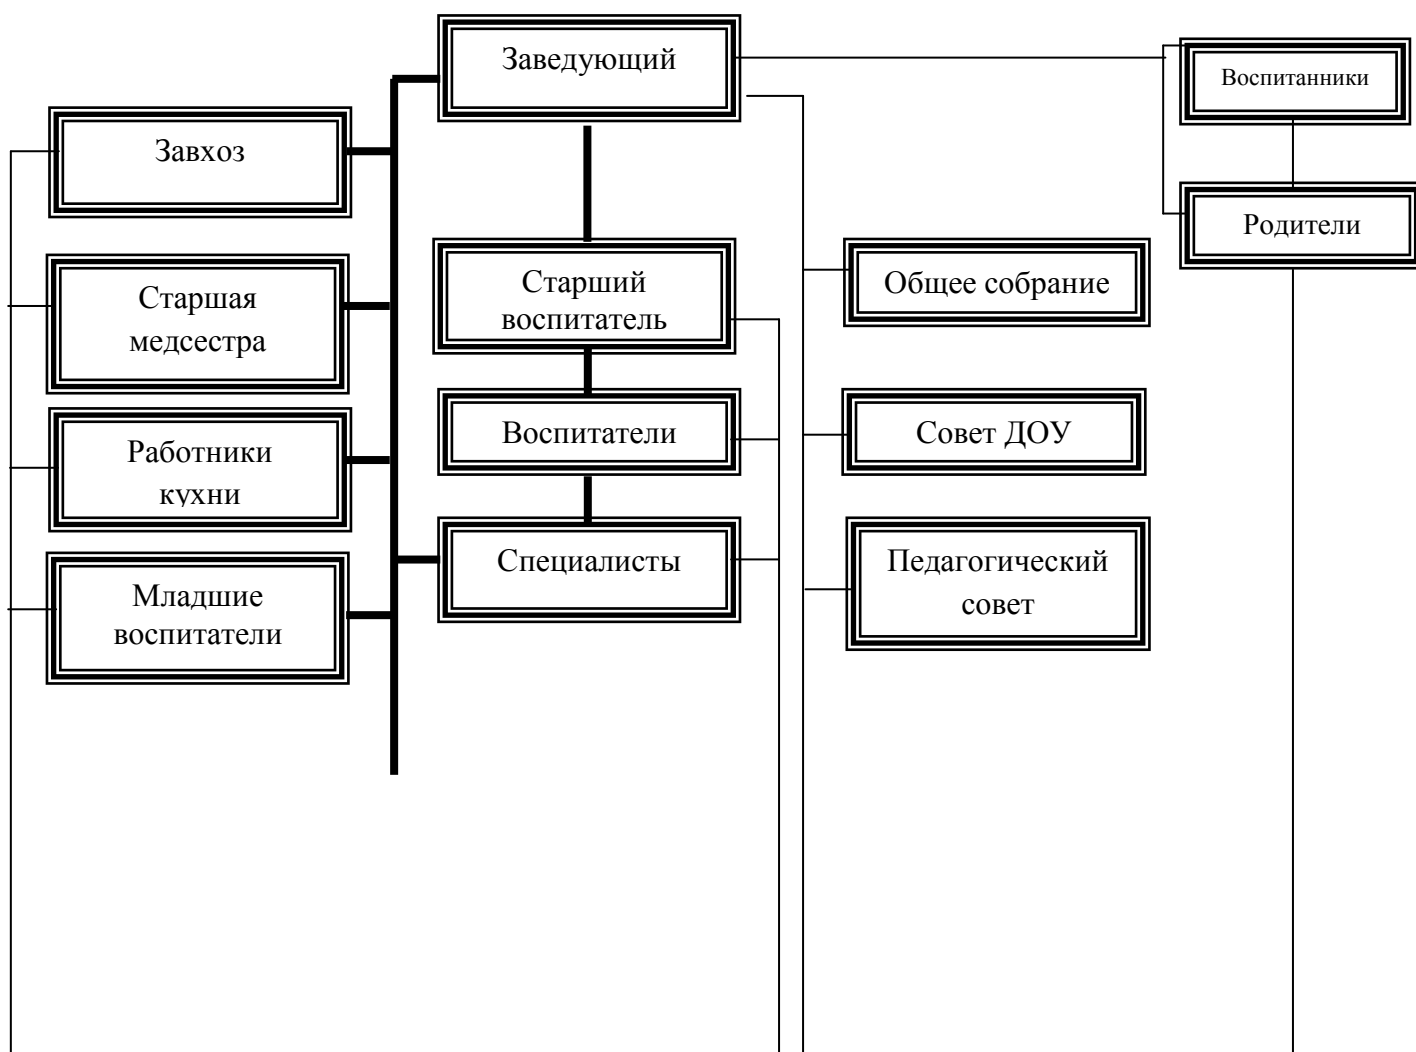 Заведующий
Воспитанники
Завхоз
Родители
Старшая
медсестра
Старший
воспитатель
Общее собрание
Работники
кухни
Воспитатели
Совет ДОУ
Младшие
воспитатели
Специалисты
Педагогический
совет